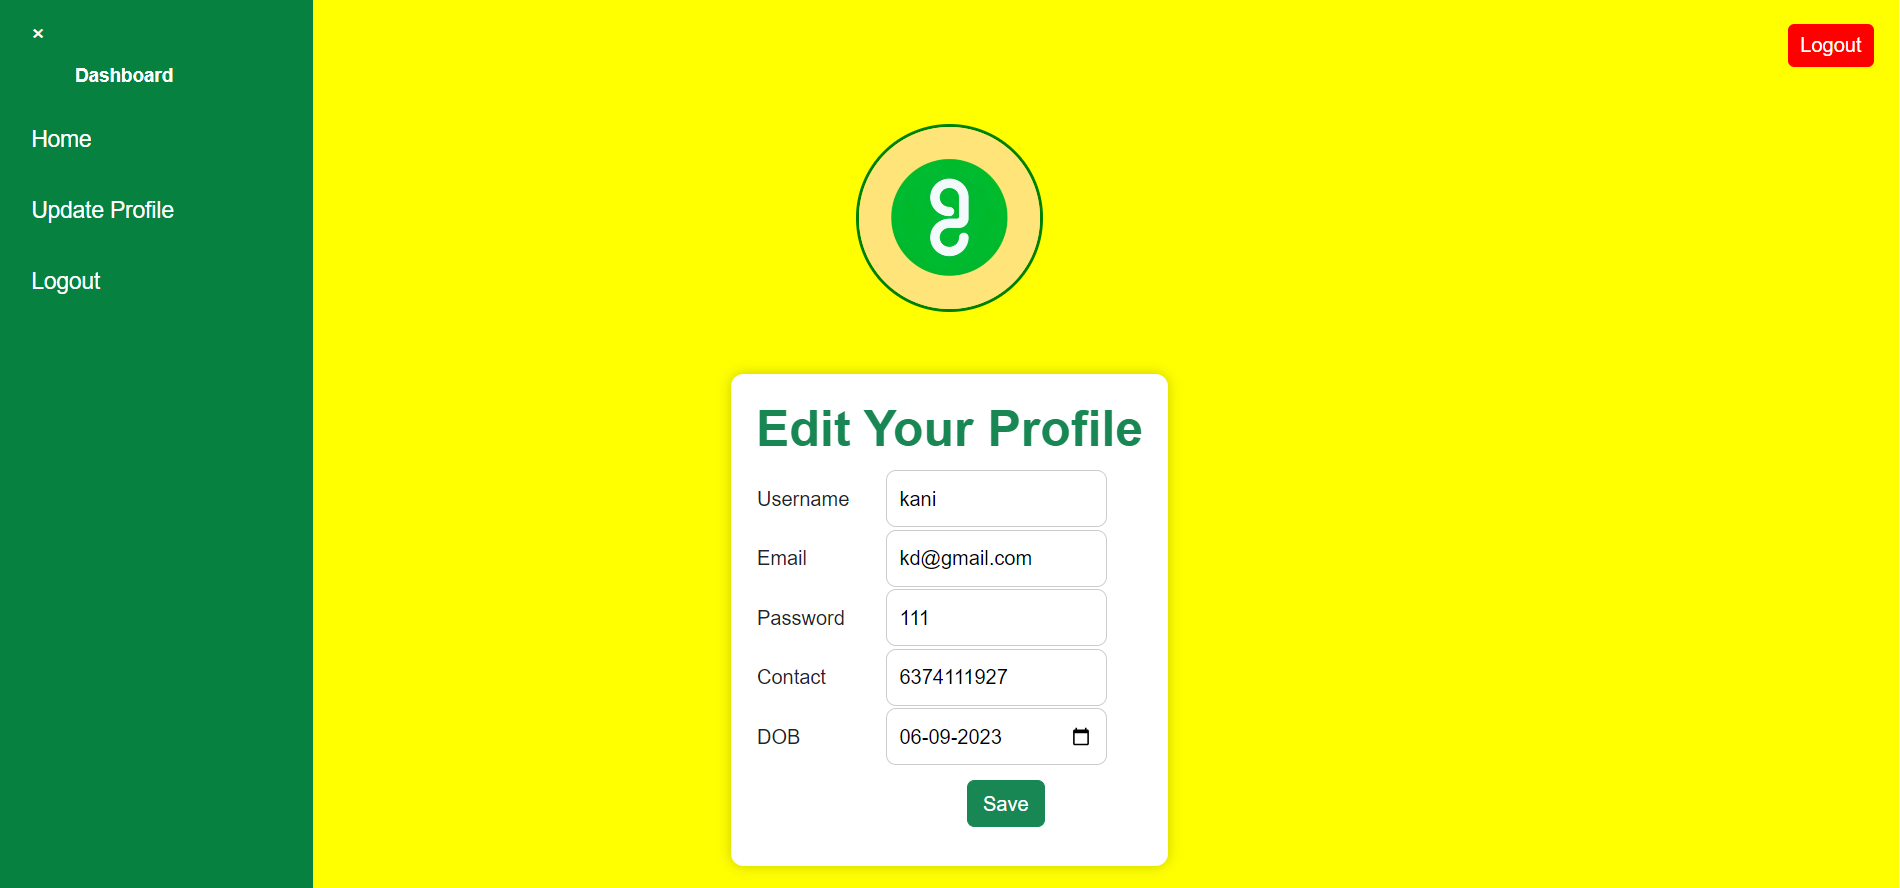 ×
Dashboard
Home
Update Profile
Logout
Logout
Edit Your Profile
Username kani
Email kd@gmail.com
Password 111
Contact 6374111927
DOB 06-09-2023
Save